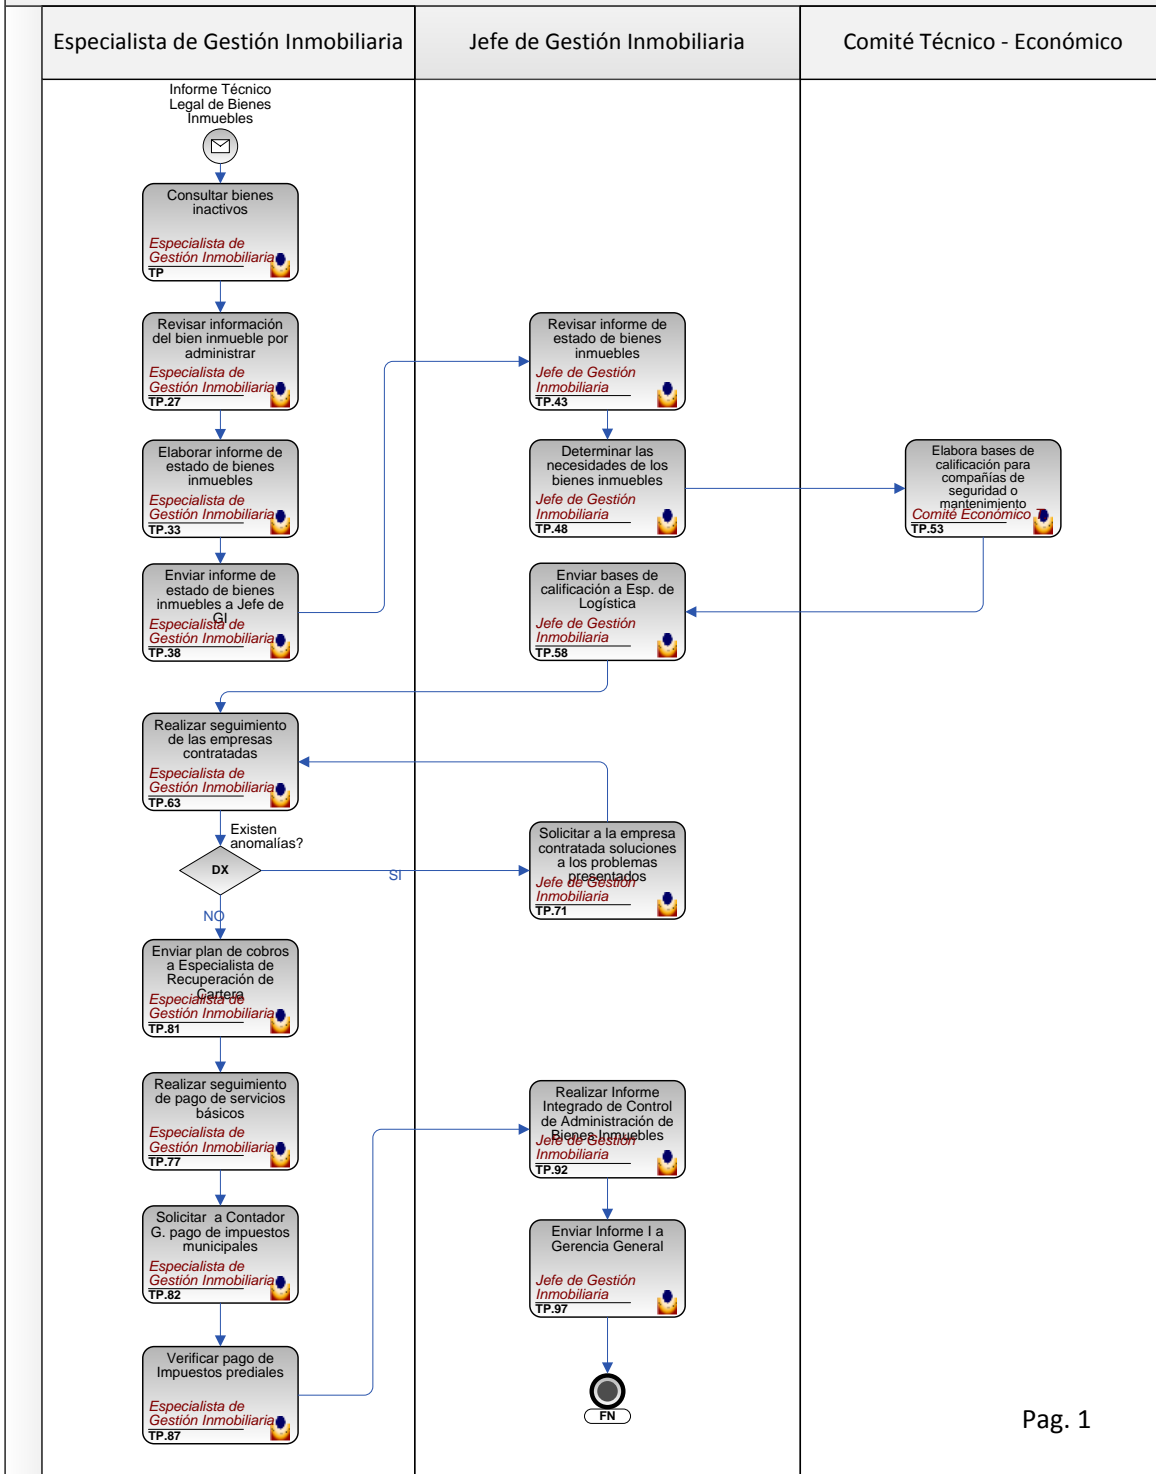 Especialista de Gestión Inmobiliaria
Jefe de Gestión Inmobiliaria
Comité Técnico - Económico
Informe Técnico
Legal de Bienes
Inmuebles
Consultar bienes
inactivos
Especialista de
Gestión Inmobiliaria
TP
Revisar información
del bien inmueble por
administrar
Especialista de
Gestión Inmobiliaria
TP.27
Revisar informe de
estado de bienes
inmuebles
Jefe de Gestión
Inmobiliaria
TP.43
Elaborar informe de
estado de bienes
inmuebles
Especialista de
Gestión Inmobiliaria
TP.33
Determinar las
necesidades de los
bienes inmuebles
Jefe de Gestión
Inmobiliaria
TP.48
Elabora bases de
calificación para
compañías de
seguridad o
mantenimiento
Comité Económico T
TP.53
Enviar informe de
estado de bienes
inmuebles a Jefe de
GI
Especialista de
Gestión Inmobiliaria
TP.38
Enviar bases de
calificación a Esp. de
Logística
Jefe de Gestión
Inmobiliaria
TP.58
Realizar seguimiento
de las empresas
contratadas
Especialista de
Gestión Inmobiliaria
TP.63
Existen
anomalías?
DX
SI
NO
Solicitar a la empresa
contratada soluciones
a los problemas
presentados
Jefe de Gestión
Inmobiliaria
TP.71
Enviar plan de cobros
a Especialista de
Recuperación de
Cartera
Especialista de
Gestión Inmobiliaria
TP.81
Realizar seguimiento
de pago de servicios
básicos
Especialista de
Gestión Inmobiliaria
TP.77
Realizar Informe
Integrado de Control
de Administración de
Bienes Inmuebles
Jefe de Gestión
Inmobiliaria
TP.92
Solicitar a Contador
G. pago de impuestos
municipales
Especialista de
Gestión Inmobiliaria
TP.82
Enviar Informe I a
Gerencia General
Jefe de Gestión
Inmobiliaria
TP.97
Verificar pago de
Impuestos prediales
Especialista de
Gestión Inmobiliaria
TP.87
FN
Pag. 1